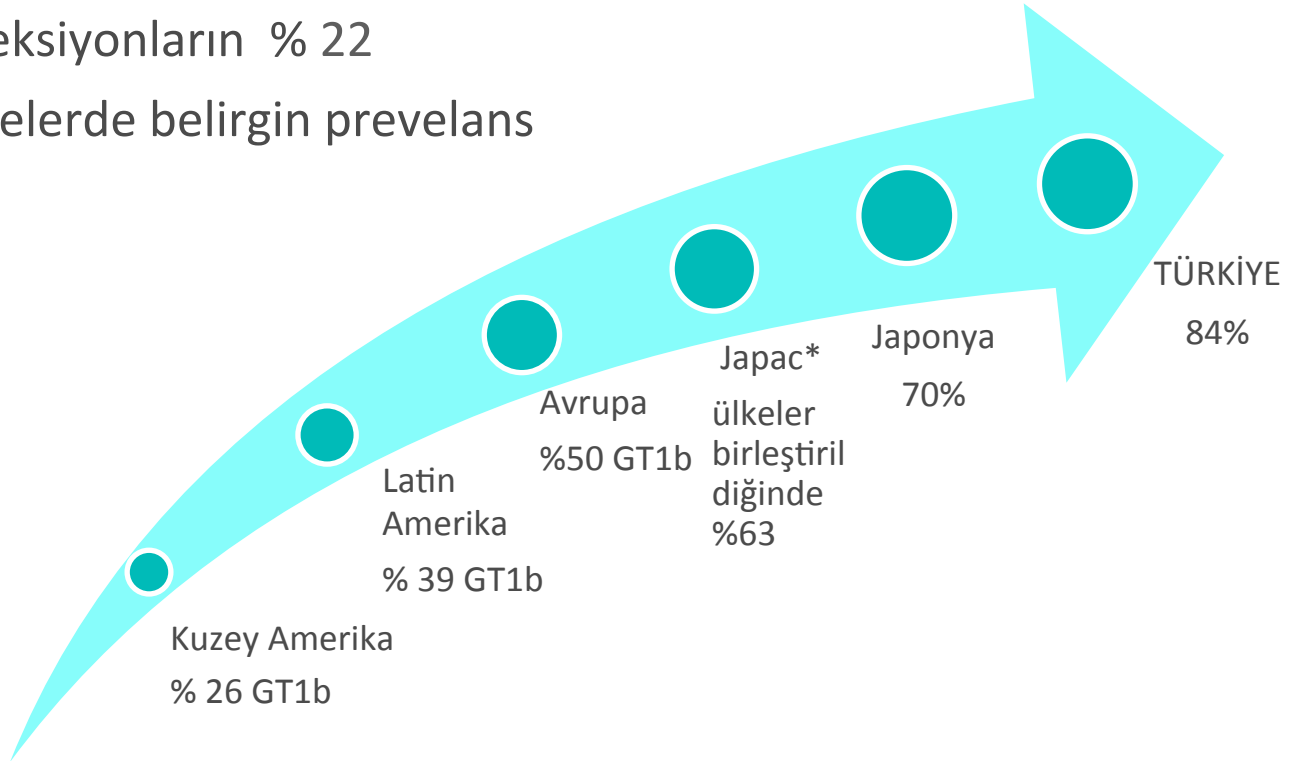 eksiyonların % 22
elerde belirgin prevelans
TÜRKİYE
84%
Japonya
70%
Japac*
ülkeler
birleştiril
diğinde
%63
Avrupa
%50 GT1b
Latin
Amerika
% 39 GT1b
Kuzey Amerika
% 26 GT1b